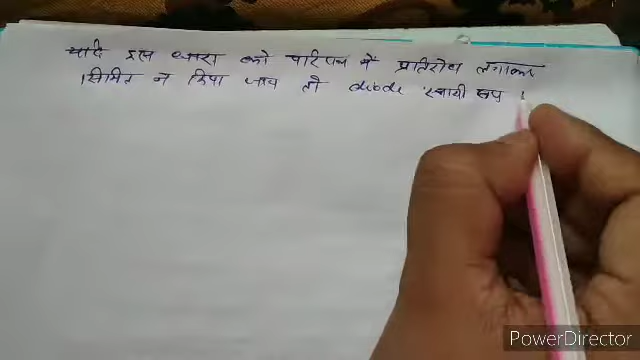 यदि इस धारा को परिपथ में प्रतिरोध लगाकर
सिमित न किया जाय तो diode स्थायी रूप
PowerDirector